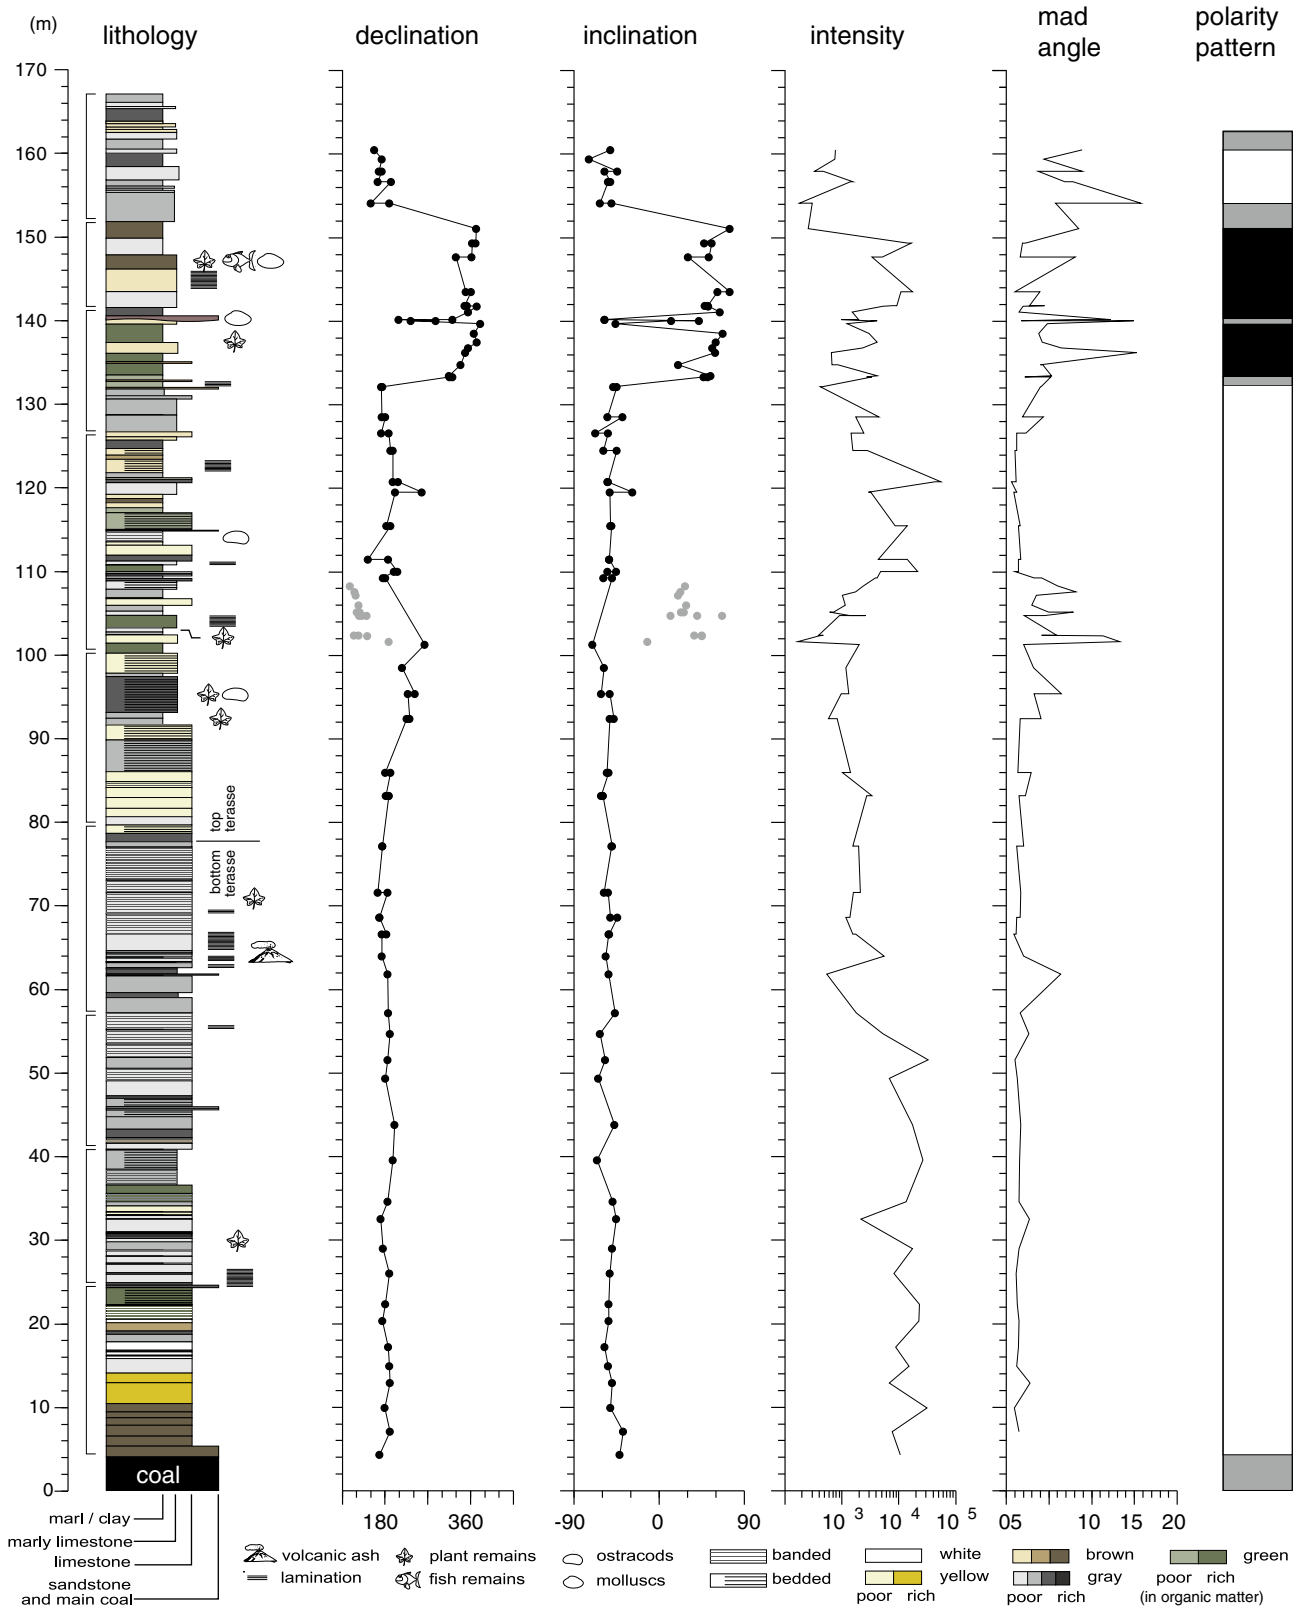 (m)
lithology
declination
inclination
intensity
mad
angle
polarity
pattern
170
160
150
140
130
120
110
100
90
80
70
60
50
40
30
20
10
0
top
terasse
bottom
terasse
coal
180 360
-90 0 90
10 3 10 4 10 5
05 10 15 20
marl / clay
marly limestone
limestone
sandstone
and main coal
volcanic ash
lamination
plant remains
fish remains
ostracods
molluscs
banded
bedded
white
yellow
poor rich
brown
gray
poor rich
green
poor rich
(in organic matter)